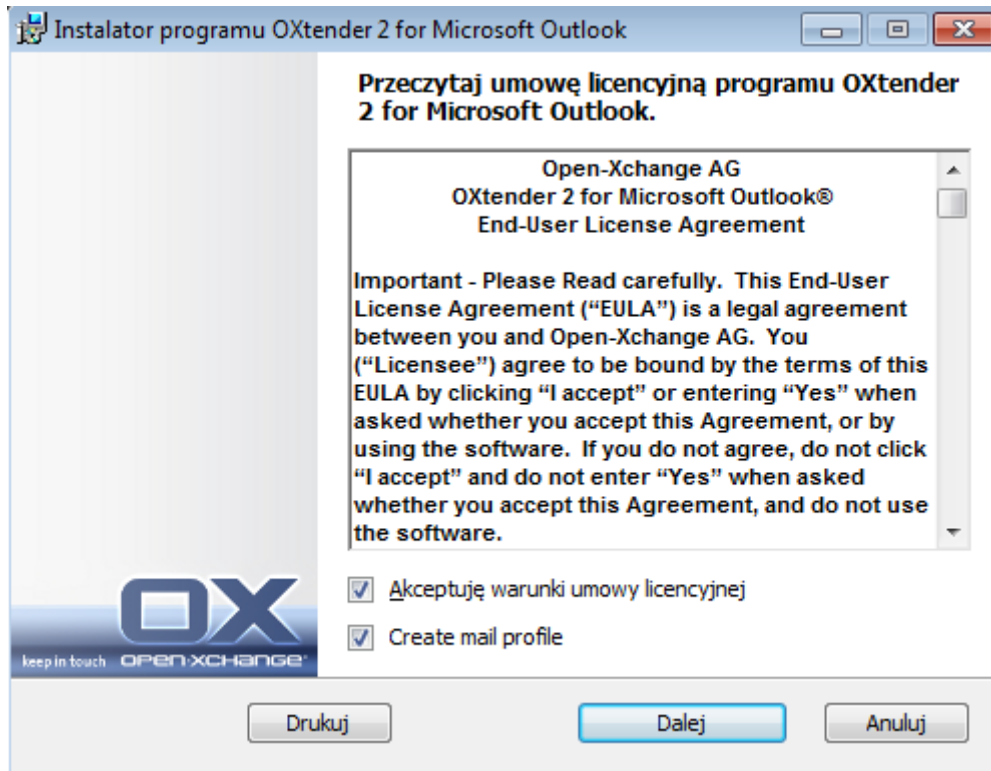 Instalator programu OXtender 2 for Microsoft Outlook
Przeczytaj umowę licencyjną programu OXtender
2 for Microsoft Outlook.
Open-Xchange AG
OXtender 2 for Microsoft Outlook®
End-User License Agreement
Important - Please Read carefully.  This End-User
License Agreement (“EULA”) is a legal agreement
between you and Open-Xchange AG.  You
(“Licensee”) agree to be bound by the terms of this
EULA by clicking “I accept” or entering “Yes” when
asked whether you accept this Agreement, or by
using the software.  If you do not agree, do not click
“I accept” and do not enter “Yes” when asked
whether you accept this Agreement, and do not use
the software.
Akceptuję warunki umowy licencyjnej
Create mail profile
OX
keep in touch OPEN-XCHANGE
Drukuj Dalej Anuluj